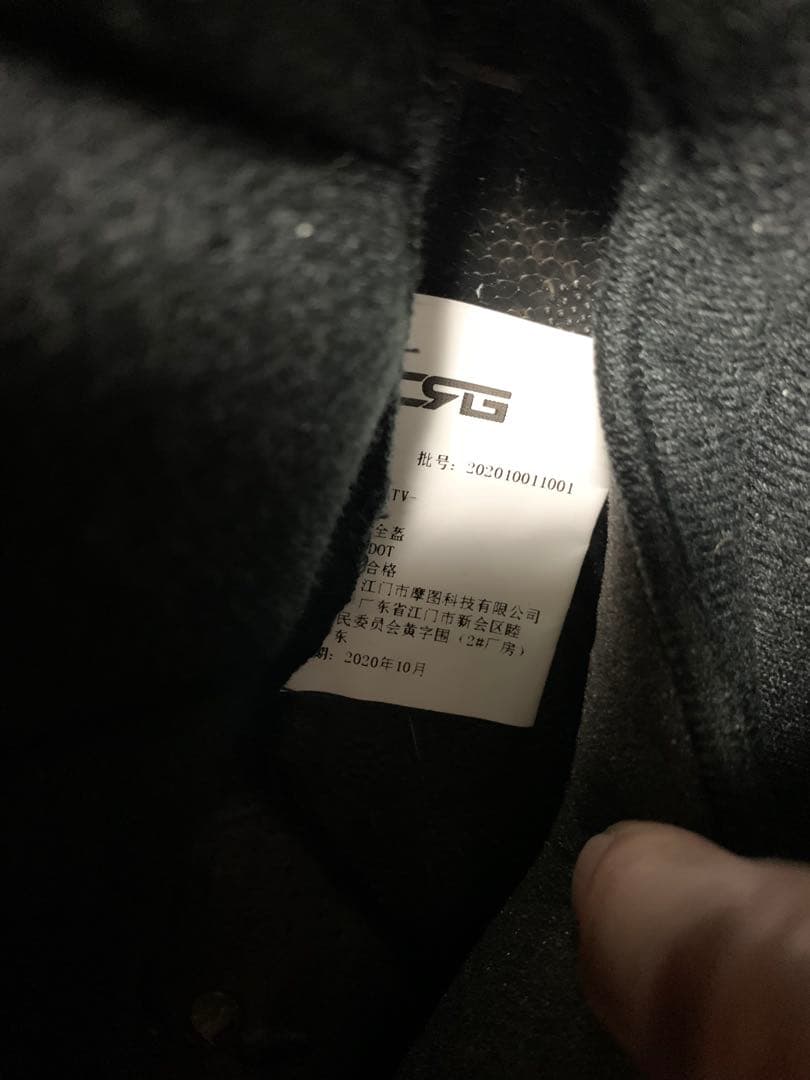 批号: 202010011001
TV-
全盔
DOT
合格
江门市摩图科技有限公司
广东省江门市新会区睦
民委员会黄字围（2#厂房）
东
期: 2020年10月